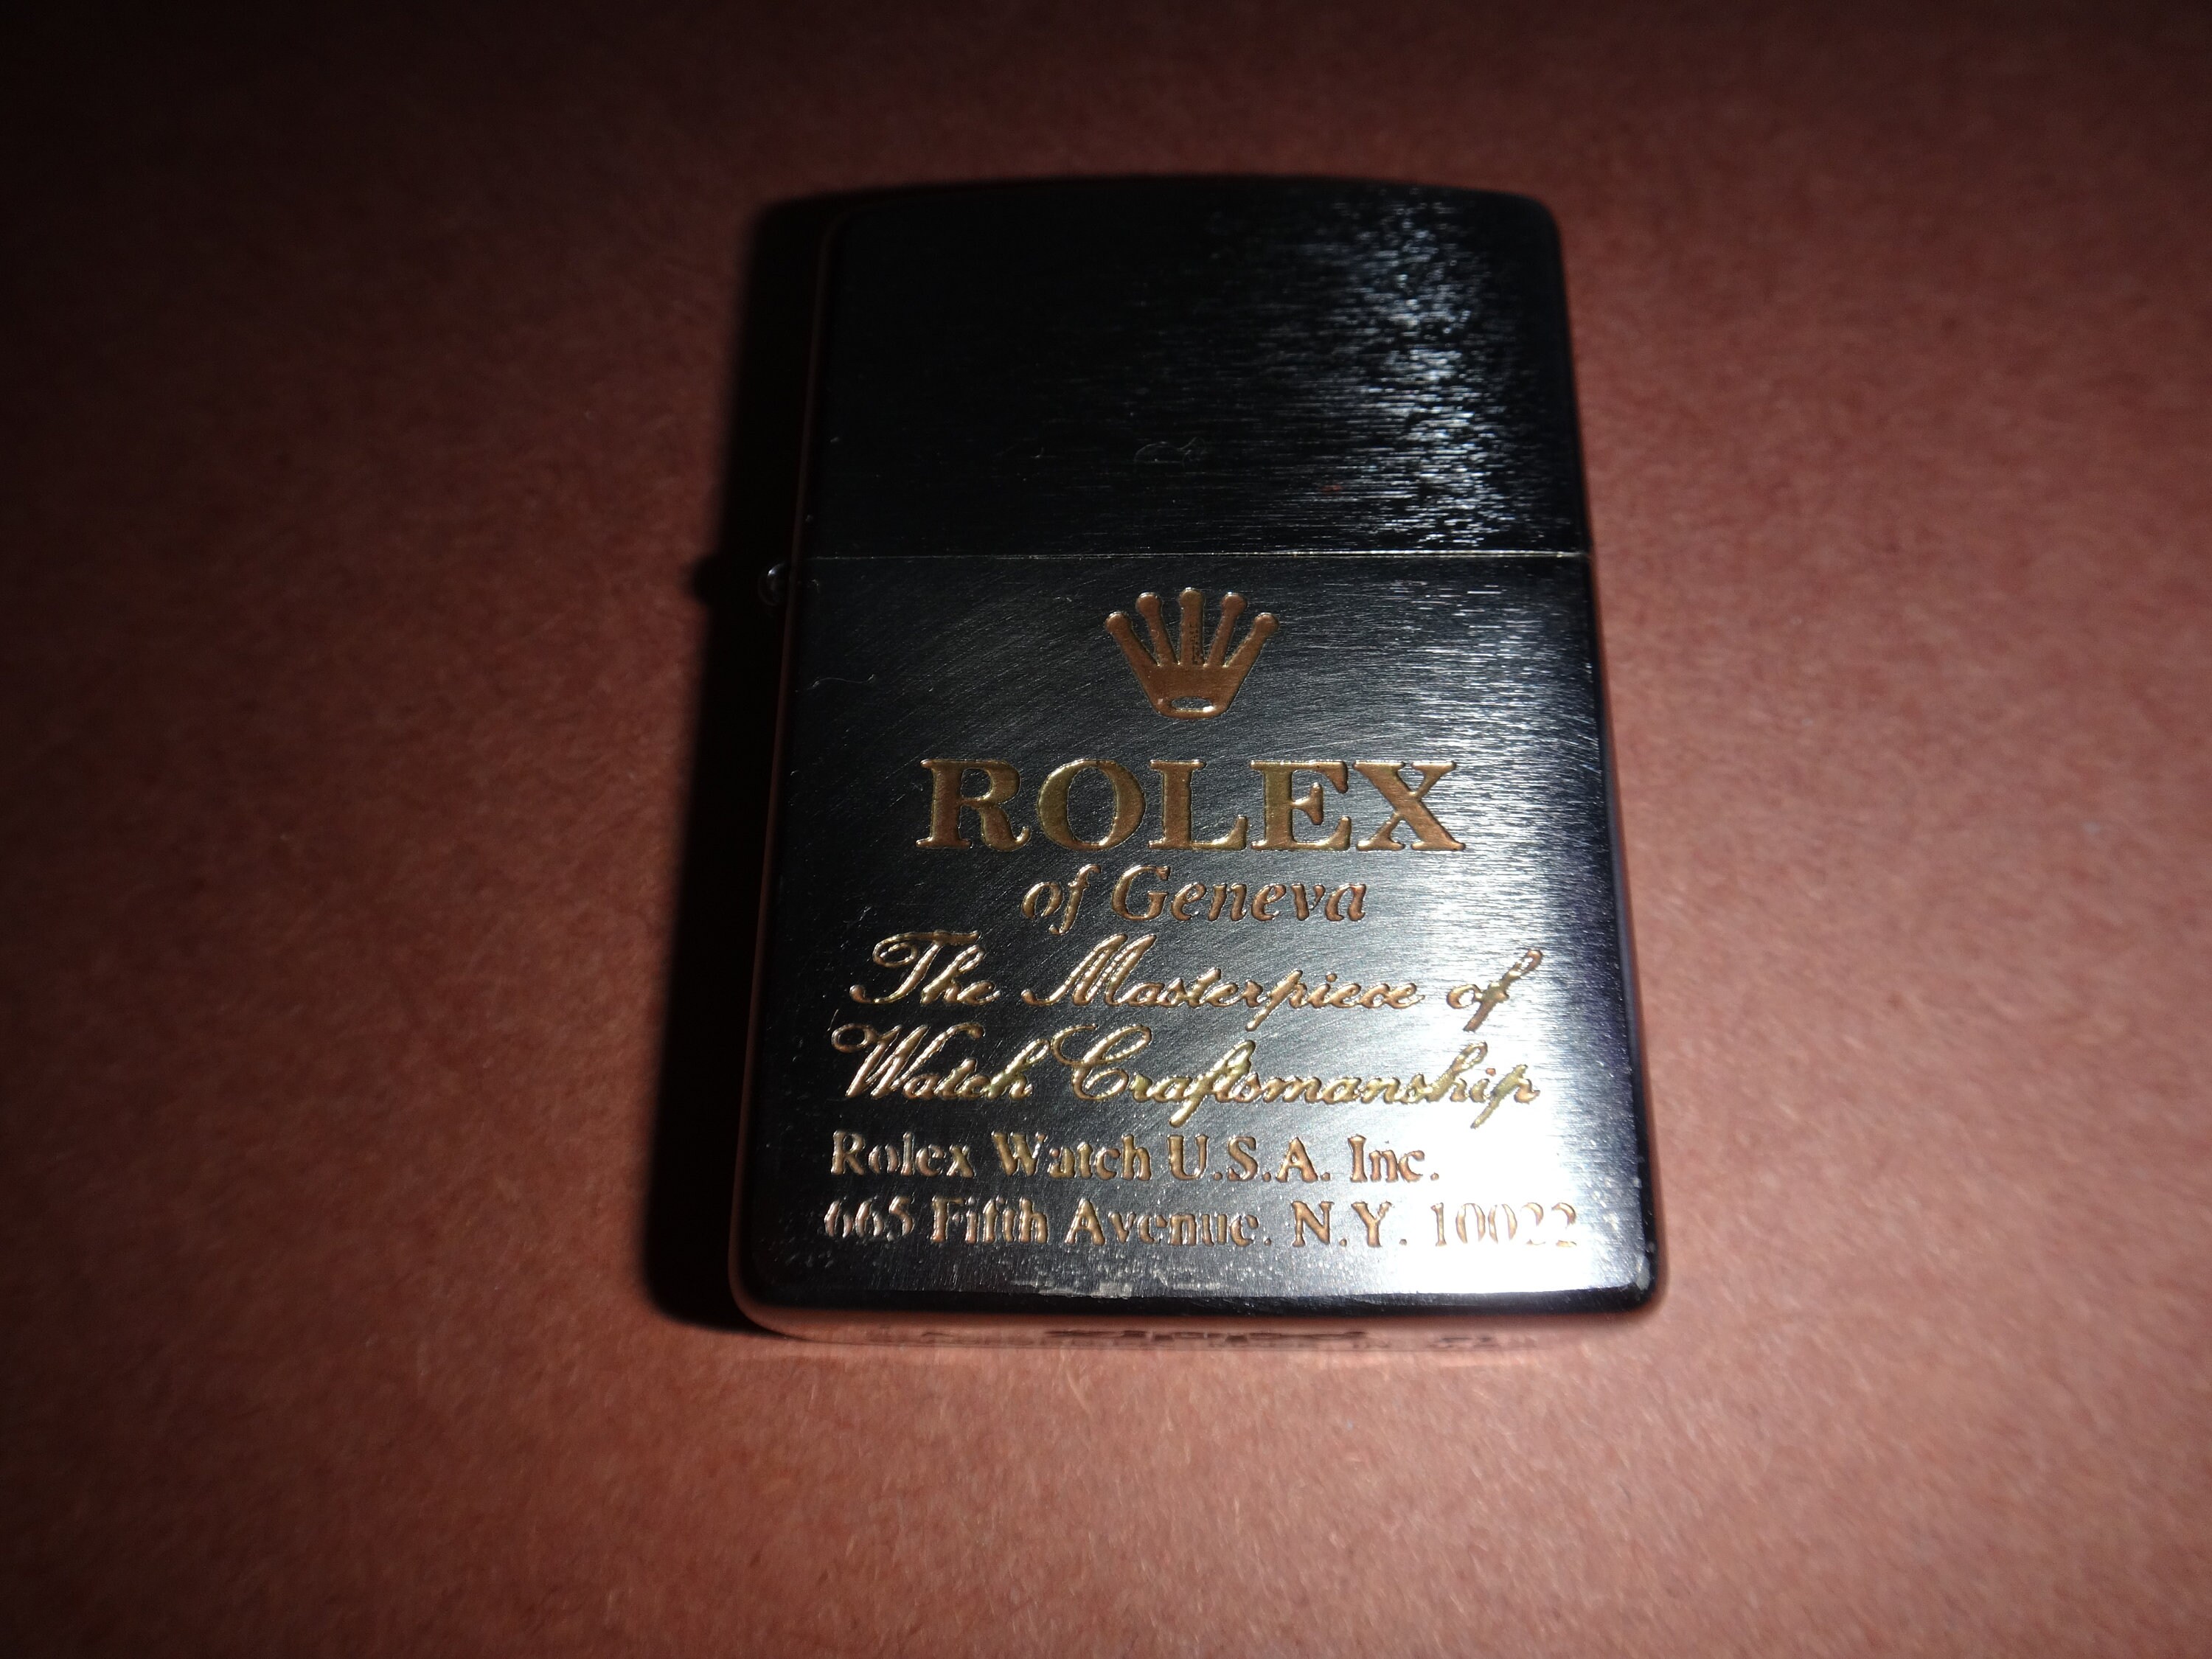 ROLEX
of Geneva
The Masterpiece of
Watch Craftsmanship
Rolex Watch U.S.A. Inc.
665 Fifth Avenue. N.Y. 10022